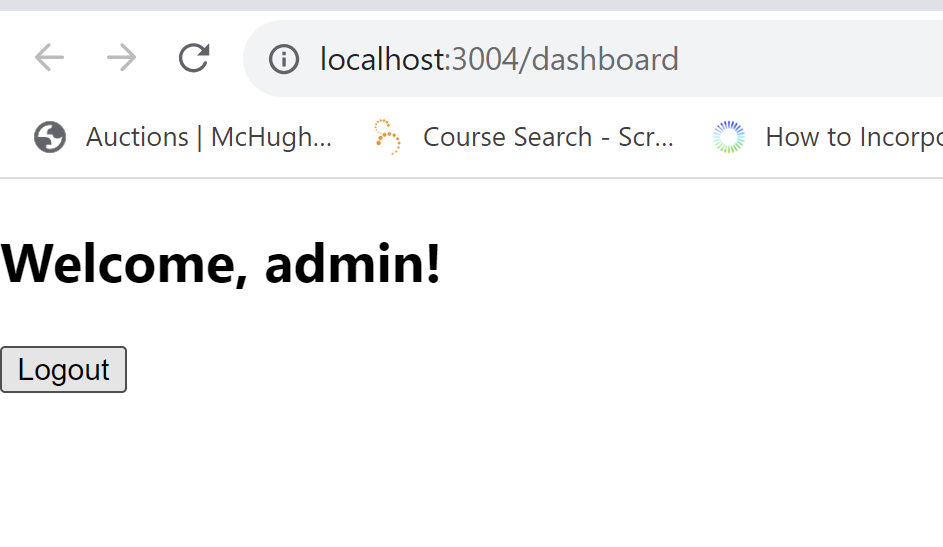 localhost:3004/dashboard
Auctions | McHugh... Course Search - Scr... How to Incorpo
Welcome, admin!
Logout